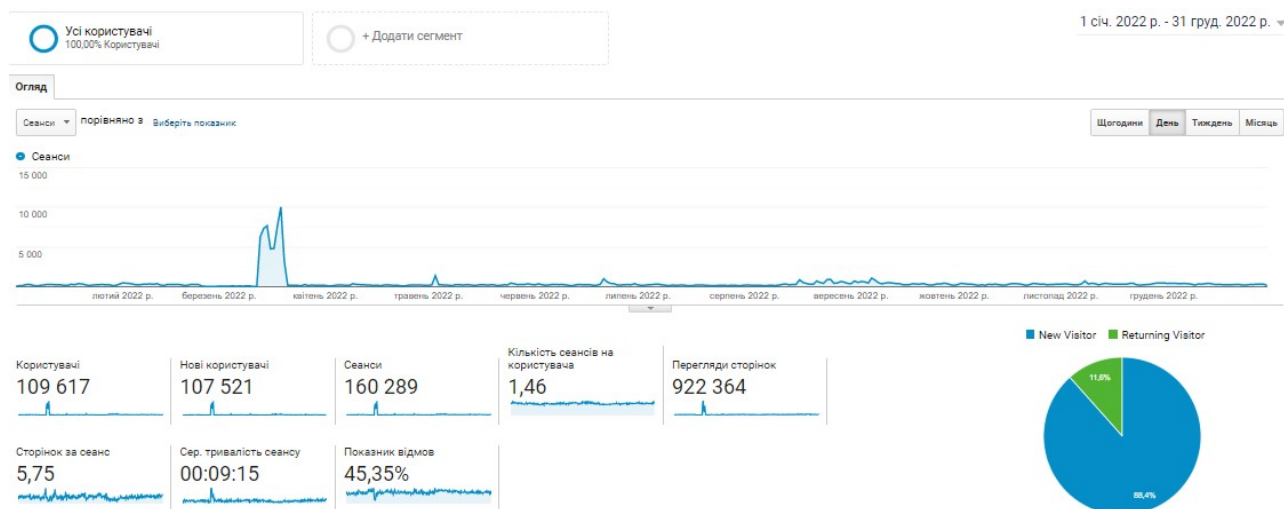 Усі користувачі
100,00% Користувачі
+ Додати сегмент
1 січ. 2022 р. - 31 груд. 2022 р.
Огляд
Сеанси порівняно з Виберіть показник
Щогодини День Тиждень Місяць
Сеанси
15 000
10 000
5 000
лютий 2022 р. березень 2022 р. квітень 2022 р. травень 2022 р. червень 2022 р. липень 2022 р. серпень 2022 р. вересень 2022 р. жовтень 2022 р. листопад 2022 р. грудень 2022 р.
New Visitor Returning Visitor
Користувачі
109 617
Нові користувачі
107 521
Сеанси
160 289
Кількість сеансів на
користувача
1,46
Перегляди сторінок
922 364
11,6%
88,4%
Сторінок за сеанс
5,75
Сер. тривалість сеансу
00:09:15
Показник відмов
45,35%